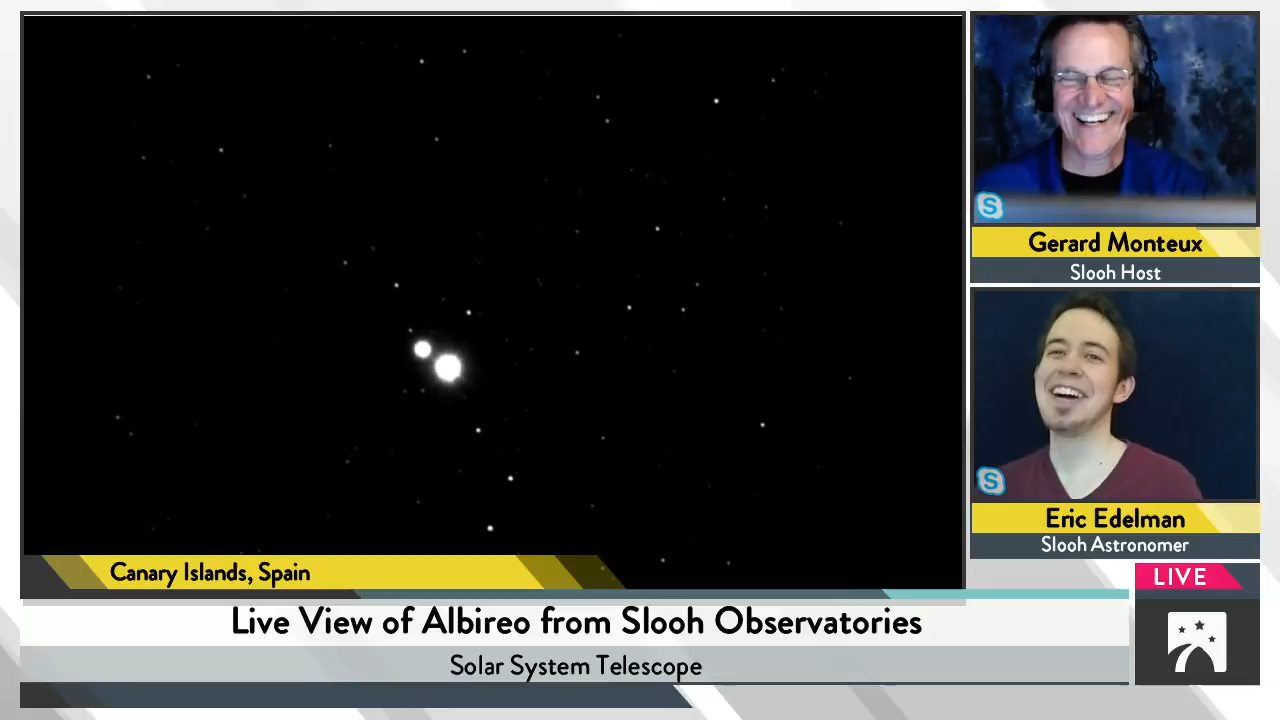 Gerard Monteux
Slooh Host
Eric Edelman
Slooh Astronomer
Canary Islands, Spain
LIVE
Live View of Albireo from Slooh Observatories
Solar System Telescope